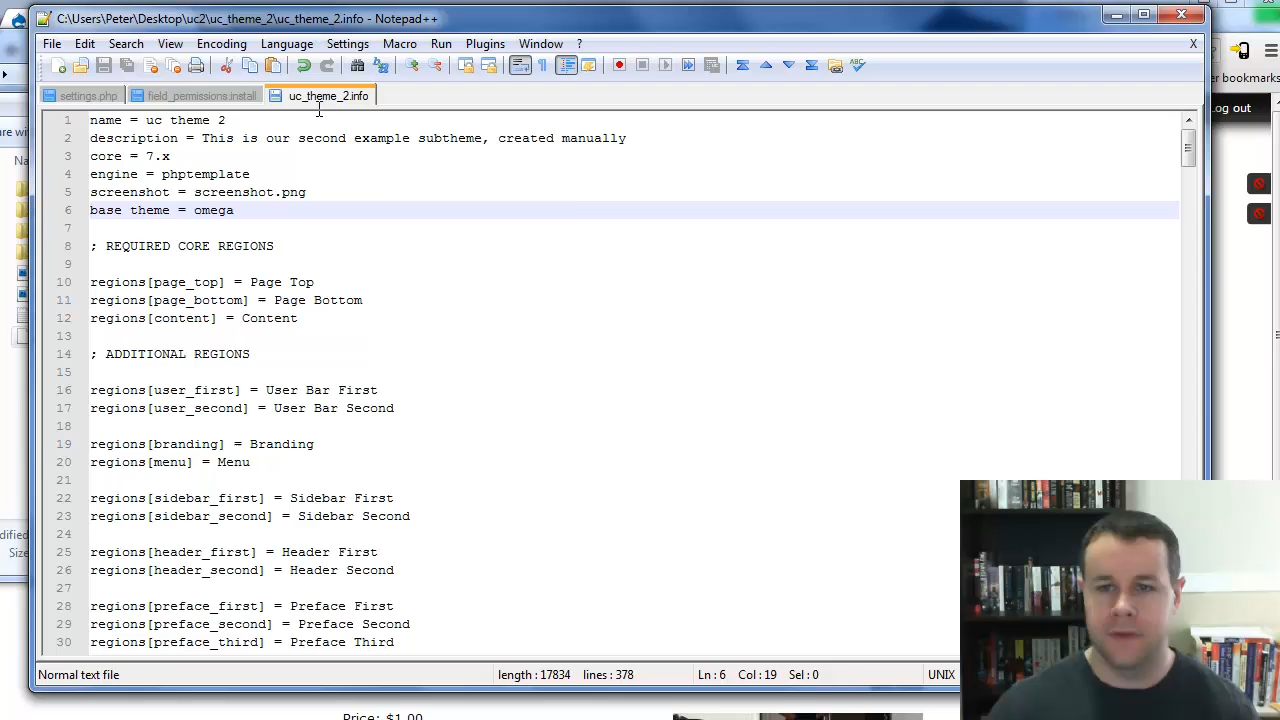 C:\Users\Peter\Desktop\uc2\uc_theme_2\uc_theme_2.info - Notepad++
File Edit Search View Encoding Language Settings Macro Run Plugins Window ? X
settings.php field_permissions.install uc_theme_2.info
1 name = uc theme 2
2 description = This is our second example subtheme, created manually
3 core = 7.x
4 engine = phptemplate
5 screenshot = screenshot.png
6 base theme = omega
7
8 ; REQUIRED CORE REGIONS
9
10 regions[page_top] = Page Top
11 regions[page_bottom] = Page Bottom
12 regions[content] = Content
13
14 ; ADDITIONAL REGIONS
15
16 regions[user_first] = User Bar First
17 regions[user_second] = User Bar Second
18
19 regions[branding] = Branding
20 regions[menu] = Menu
21
22 regions[sidebar_first] = Sidebar First
23 regions[sidebar_second] = Sidebar Second
24
25 regions[header_first] = Header First
26 regions[header_second] = Header Second
27
28 regions[preface_first] = Preface First
29 regions[preface_second] = Preface Second
30 regions[preface_third] = Preface Third
Normal text file length : 17834 lines : 378 Ln : 6 Col : 19 Sel : 0 UNIX
bookmarks
Log out
Price: $1.00